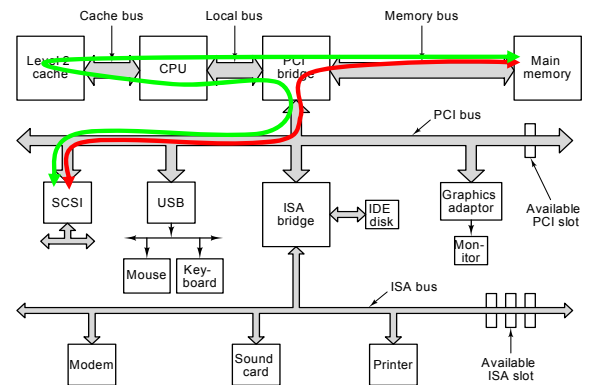 Cache bus
Local bus
Memory bus
Level 2
cache
CPU
PCI
bridge
Main
memory
PCI bus
SCSI
USB
ISA
bridge
IDE
disk
Graphics
adaptor
Available
PCI slot
Mouse
Key-
board
Mon-
itor
ISA bus
Modem
Sound
card
Printer
Available
ISA slot